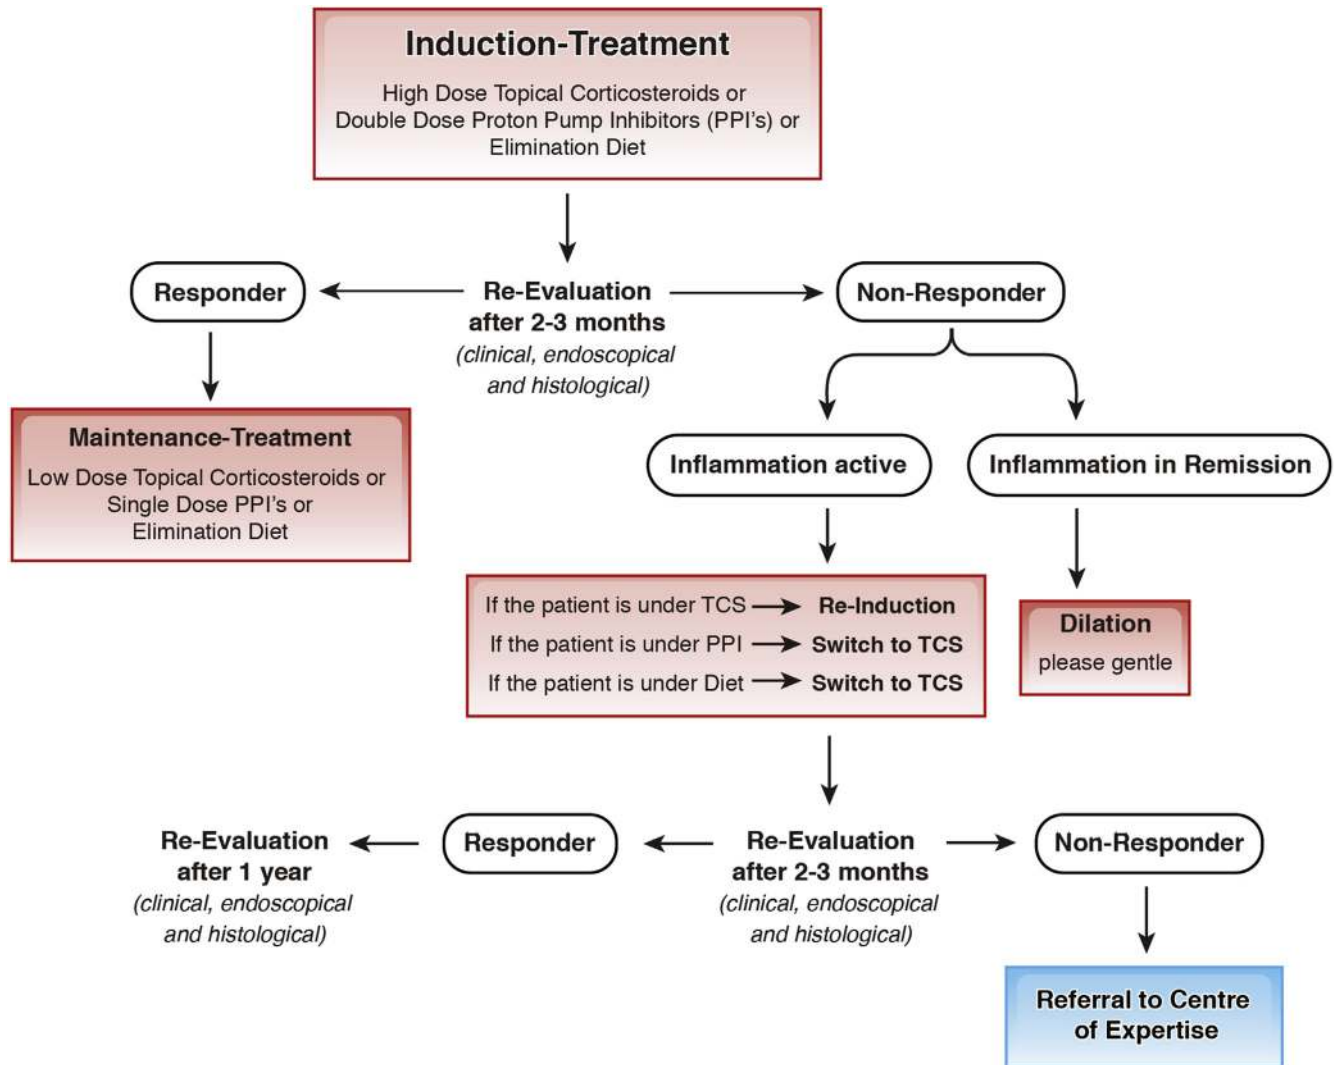 Induction-Treatment
High Dose Topical Corticosteroids or
Double Dose Proton Pump Inhibitors (PPI's) or
Elimination Diet
Responder
Re-Evaluation
after 2-3 months
(clinical, endoscopical
and histological)
Non-Responder
Maintenance-Treatment
Low Dose Topical Corticosteroids or
Single Dose PPI's or
Elimination Diet
Inflammation active
Inflammation in Remission
If the patient is under TCS Re-Induction
If the patient is under PPI Switch to TCS
If the patient is under Diet Switch to TCS
Dilation
please gentle
Re-Evaluation
after 1 year
(clinical, endoscopical
and histological)
Responder
Re-Evaluation
after 2-3 months
(clinical, endoscopical
and histological)
Non-Responder
Referral to Centre
of Expertise